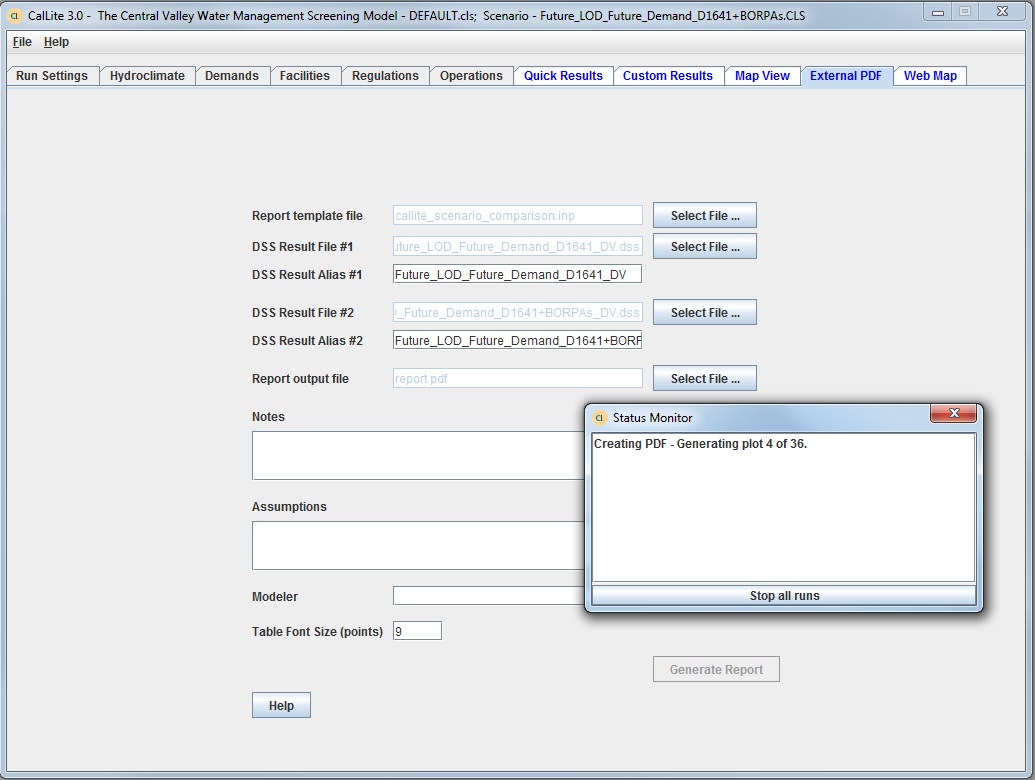 CL CalLite 3.0 - The Central Valley Water Management Screening Model - DEFAULT.cls; Scenario - Future_LOD_Future_Demand_D1641+BORPAs.CLS
File Help
Run Settings Hydroclimate Demands Facilities Regulations Operations Quick Results Custom Results Map View External PDF Web Map
Report template file callite_scenario_comparison.inp Select File ...
DSS Result File #1 uture_LOD_Future_Demand_D1641_DV.dss Select File ...
DSS Result Alias #1 Future_LOD_Future_Demand_D1641_DV
DSS Result File #2 _Future_Demand_D1641+BORPAs_DV.dss Select File ...
DSS Result Alias #2 Future_LOD_Future_Demand_D1641+BORP
Report output file report.pdf Select File ...
Notes
CL Status Monitor
Creating PDF - Generating plot 4 of 36.
Stop all runs
Assumptions
Modeler
Table Font Size (points) 9
Generate Report
Help